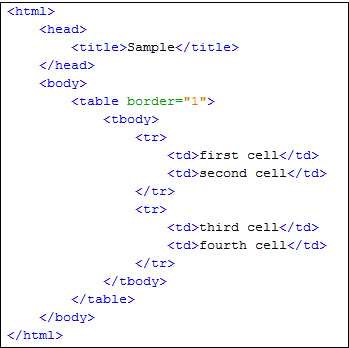 <html>
    <head>
        <title>Sample</title>
    </head>
    <body>
        <table border="1">
            <tbody>
                <tr>
                    <td>first cell</td>
                    <td>second cell</td>
                </tr>
                <tr>
                    <td>third cell</td>
                    <td>fourth cell</td>
                </tr>
            </tbody>
        </table>
    </body>
</html>